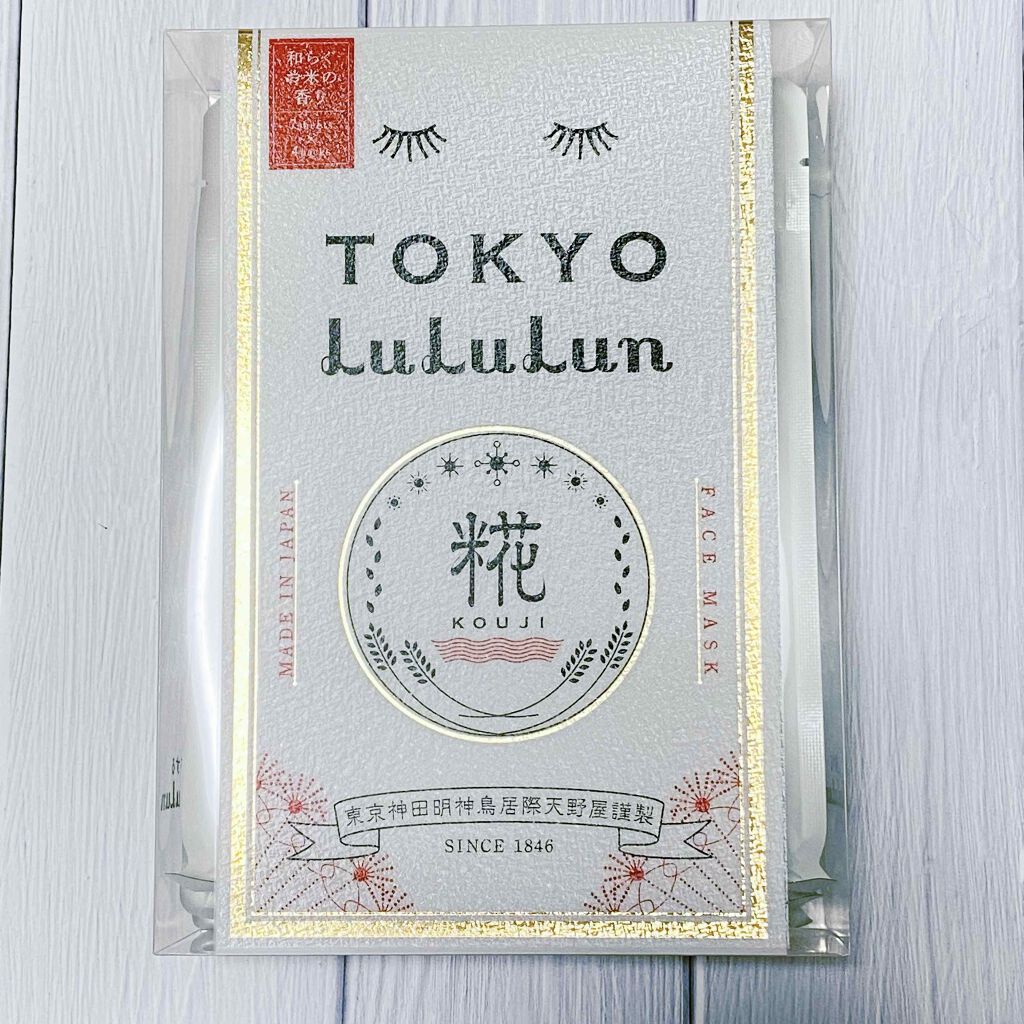 和らぐ
お米の
香り
TOKYO
LuLuLun
糀
KOUJI
MADE IN JAPAN
FACE MASK
東京神田明神鳥居際天野屋謹製
SINCE 1846